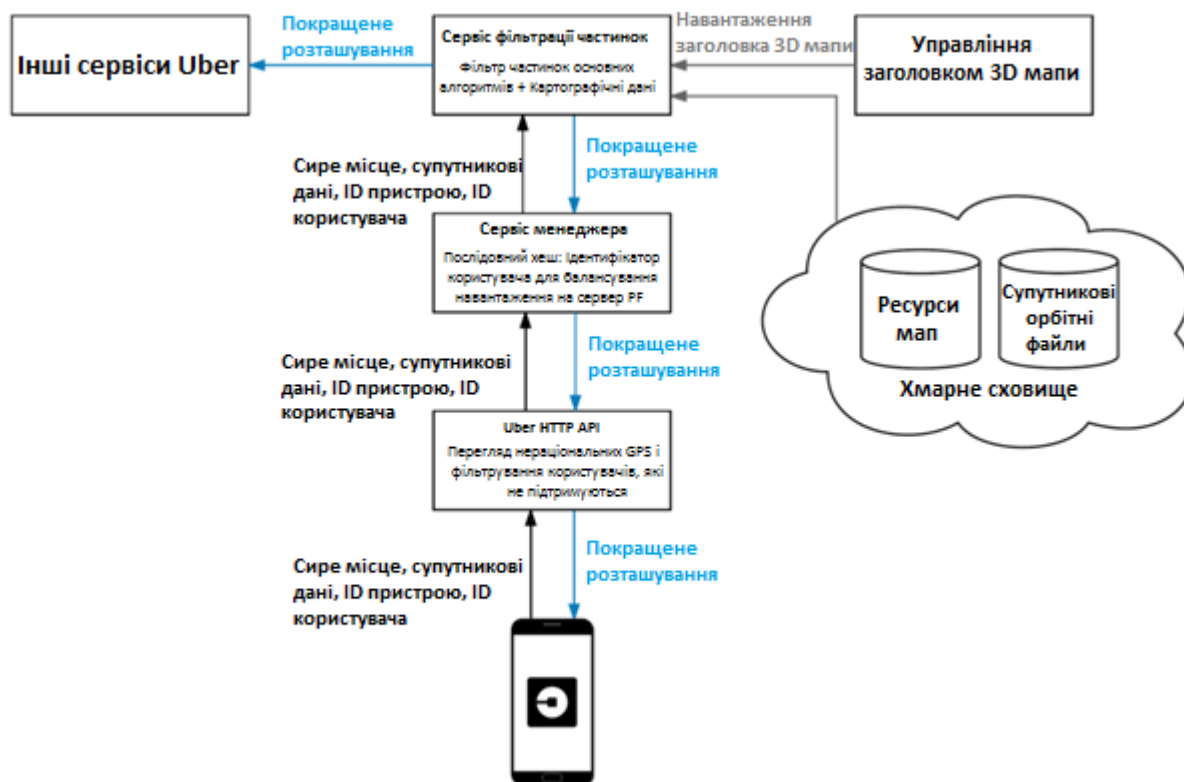 Інші сервіси Uber
Покращене
розташування
Сервіс фільтрації частинок
Фільтр частинок основних
алгоритмів + Картографічні дані
Навантаження
заголовка 3D мапи
Управління
заголовком 3D мапи
Сире місце, супутникові
дані, ID пристрою, ID
користувача
Покращене
розташування
Сервіс менеджера
Послідовний хеш: Ідентифікатор
користувача для балансування
навантаження на сервер PF
Ресурси
мап
Супутникові
орбітні
файли
Хмарне сховище
Сире місце, супутникові
дані, ID пристрою, ID
користувача
Покращене
розташування
Uber HTTP API
Перегляд нераціональних GPS і
фільтрування користувачів, які
не підтримуються
Сире місце, супутникові
дані, ID пристрою, ID
користувача
Покращене
розташування